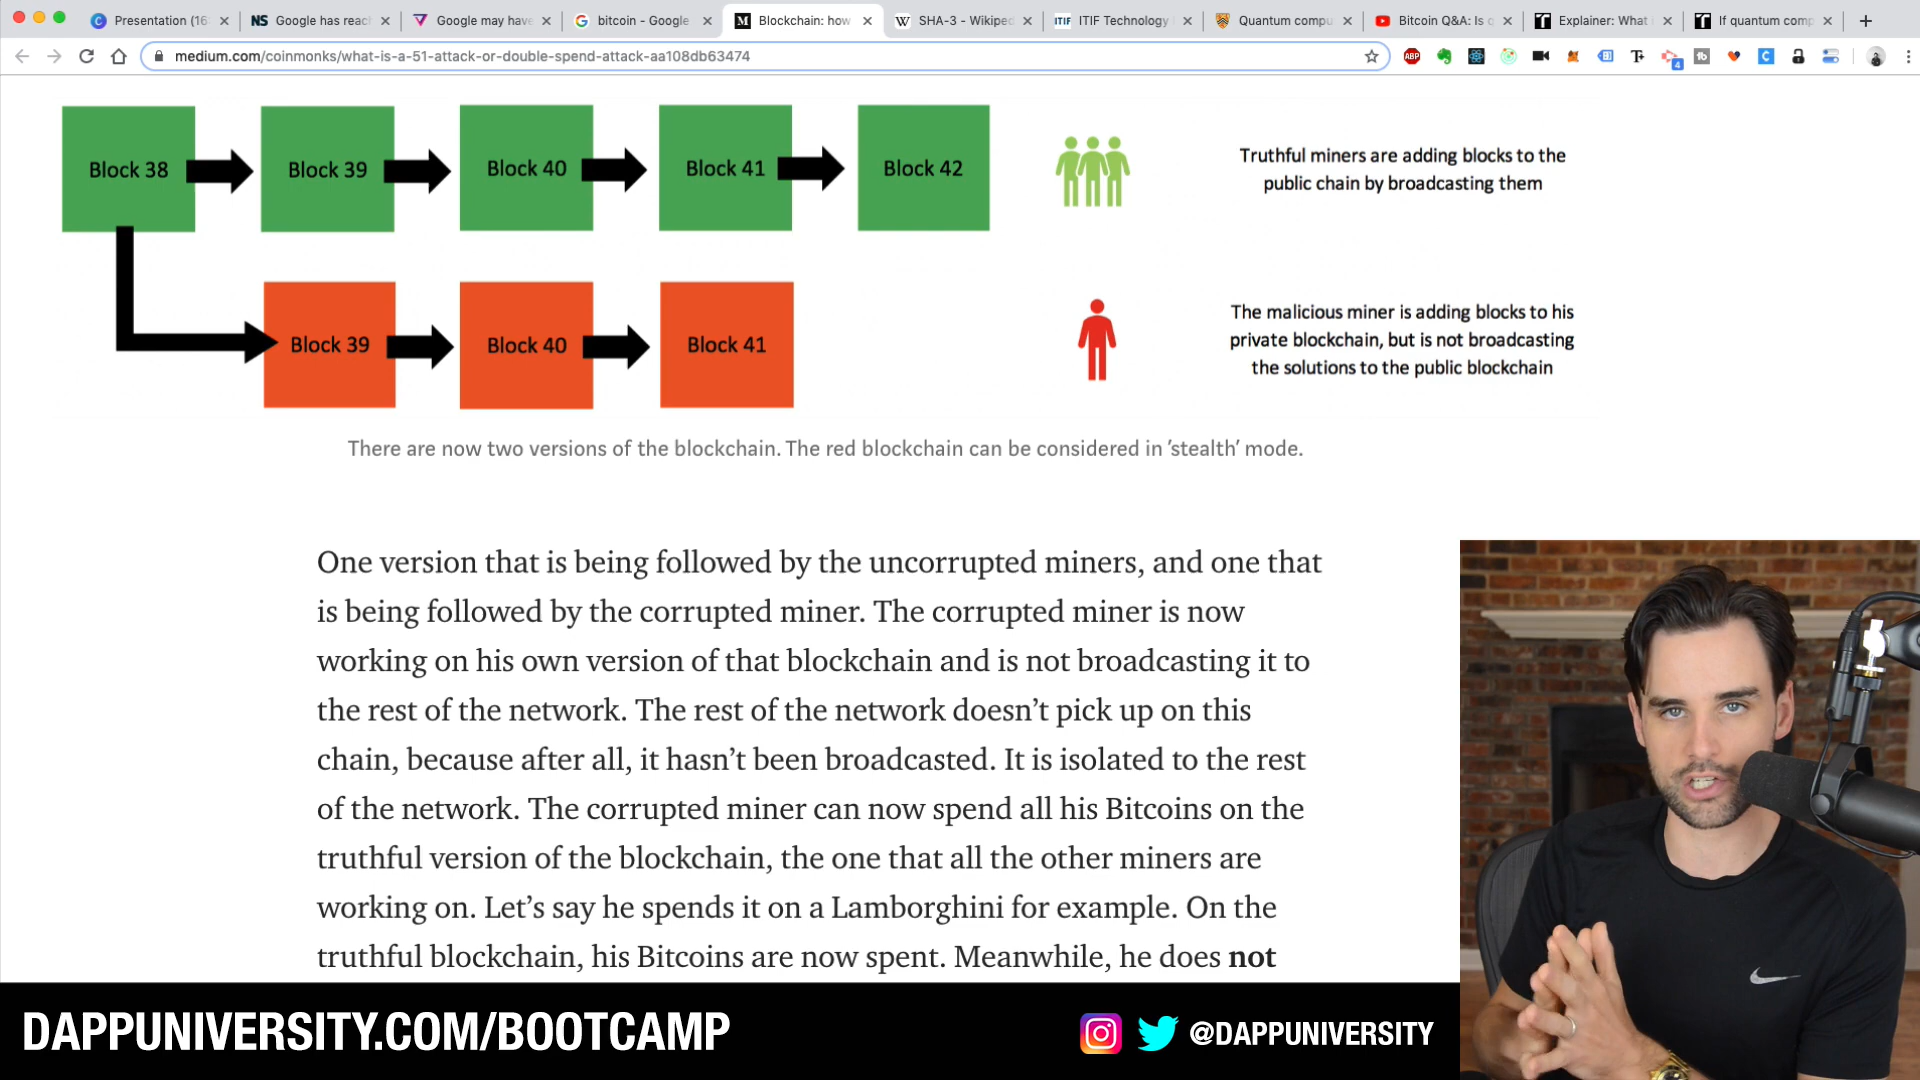 Presentation (16
Google has reac
Google may have
bitcoin - Google
Blockchain: how
SHA-3 - Wikiped
ITIF Technology
Quantum compu
Bitcoin Q&A: Is
Explainer: What
If quantum comp
medium.com/coinmonks/what-is-a-51-attack-or-double-spend-attack-aa108db63474
Block 38
Block 39
Block 40
Block 41
Block 42
Truthful miners are adding blocks to the
public chain by broadcasting them
Block 39
Block 40
Block 41
The malicious miner is adding blocks to his
private blockchain, but is not broadcasting
the solutions to the public blockchain
There are now two versions of the blockchain. The red blockchain can be considered in 'stealth' mode.
One version that is being followed by the uncorrupted miners, and one that
is being followed by the corrupted miner. The corrupted miner is now
working on his own version of that blockchain and is not broadcasting it to
the rest of the network. The rest of the network doesn't pick up on this
chain, because after all, it hasn't been broadcasted. It is isolated to the rest
of the network. The corrupted miner can now spend all his Bitcoins on the
truthful version of the blockchain, the one that all the other miners are
working on. Let's say he spends it on a Lamborghini for example. On the
truthful blockchain, his Bitcoins are now spent. Meanwhile, he does not
DAPPUNIVERSITY.COM/BOOTCAMP
@DAPPUNIVERSITY